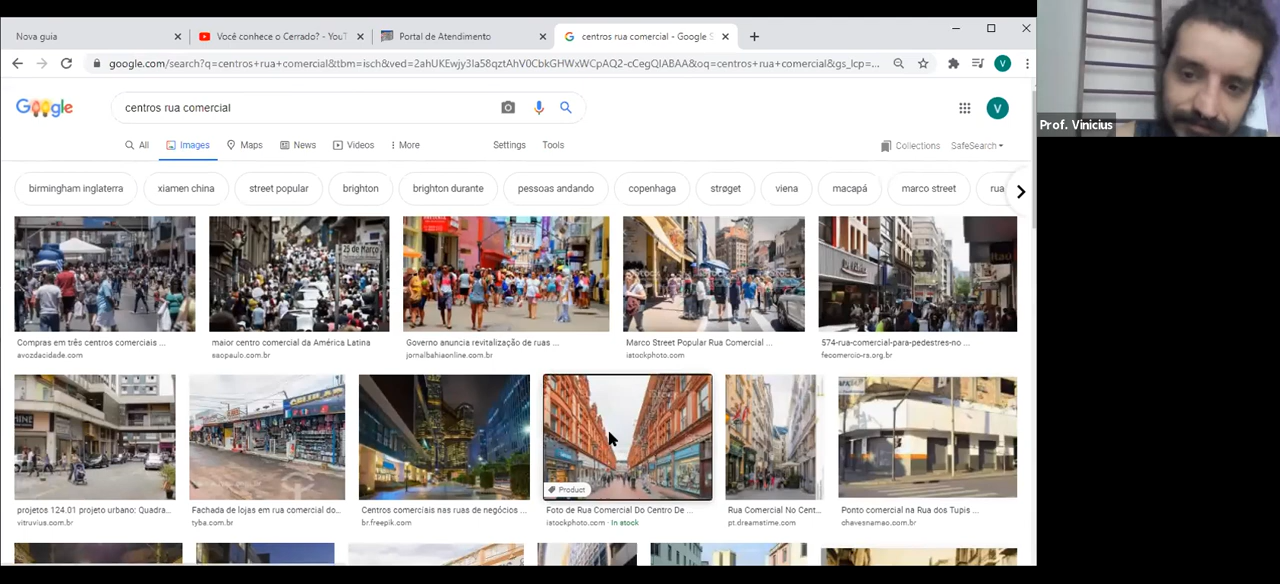 Nova guia
Você conhece o Cerrado? - YouT
Portal de Atendimento
centros rua comercial - Google S
google.com/search?q=centros+rua+comercial&tbm=isch&ved=2ahUKEwjy3Ia58qztAhV0CbkGHWxWCpAQ2-cCegQIABAA&oq=centros+rua+comercial&gs_lcp=...
V
Prof. Vinicius
Google
centros rua comercial
V
All
Images
Maps
News
Videos
More
Settings
Tools
Collections
SafeSearch
birmingham inglaterra
xiamen china
street popular
brighton
brighton durante
pessoas andando
copenhaga
strøget
viena
macapá
marco street
rua
25 de Março
iStock
Itaú
Compras em três centros comerciais ...
avozdacidade.com
maior centro comercial da América Latina
saopaulo.com.br
Governo anuncia revitalização de ruas ...
jornalbahiaonline.com.br
Marco Street Popular Rua Comercial ...
istockphoto.com
574-rua-comercial-para-pedestres-no ...
fecomercio-rs.org.br
Product
projetos 124.01 projeto urbano: Quadra...
vitruvius.com.br
Fachada de lojas em rua comercial do...
tyba.com.br
Centros comerciais nas ruas de negócios ...
br.freepik.com
Foto de Rua Comercial Do Centro De ...
istockphoto.com · In stock
Rua Comercial No Cent...
pt.dreamstime.com
Ponto comercial na Rua dos Tupis ...
chavesnamao.com.br